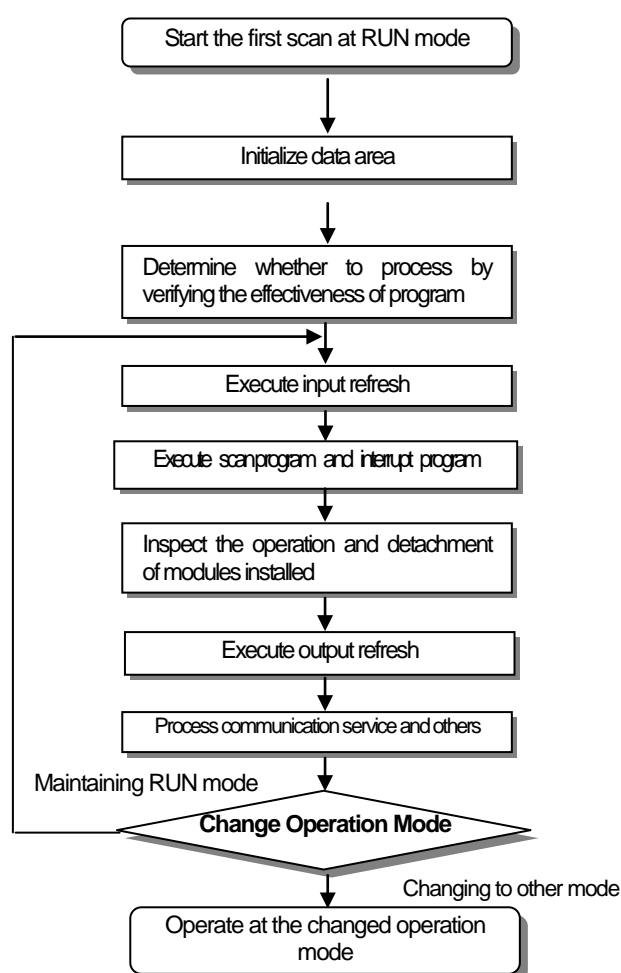 Start the first scan at RUN mode
Initialize data area
Determine whether to process by
verifying the effectiveness of program
Execute input refresh
Execute scan program and interrupt program
Inspect the operation and detachment
of modules installed
Execute output refresh
Process communication service and others
Maintaining RUN mode
Change Operation Mode
Changing to other mode
Operate at the changed operation
mode